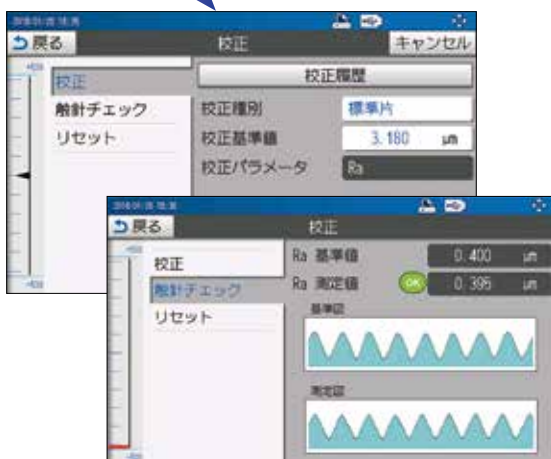 戻る 校正 キャンセル
校正 校正履歴
触針チェック 校正種別 標準片
リセット 校正基準値 3.180 μm
校正パラメータ Ra
戻る 校正
校正 Ra 基準値 0.400 μm
触針チェック Ra 測定値 OK 0.395 μm
リセット 基準図
測定図